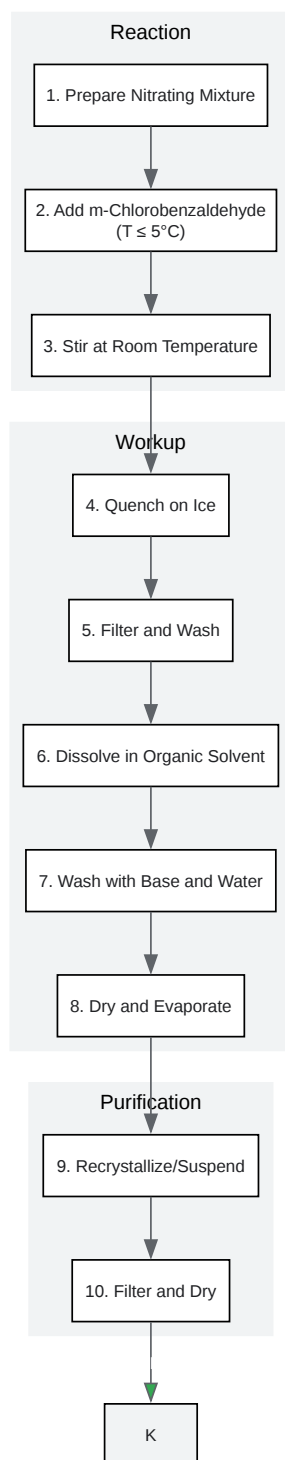 Reaction
1. Prepare Nitrating Mixture
2. Add m-Chlorobenzaldehyde
(T ≤ 5°C)
3. Stir at Room Temperature
Workup
4. Quench on Ice
5. Filter and Wash
6. Dissolve in Organic Solvent
7. Wash with Base and Water
8. Dry and Evaporate
Purification
9. Recrystallize/Suspend
10. Filter and Dry
K